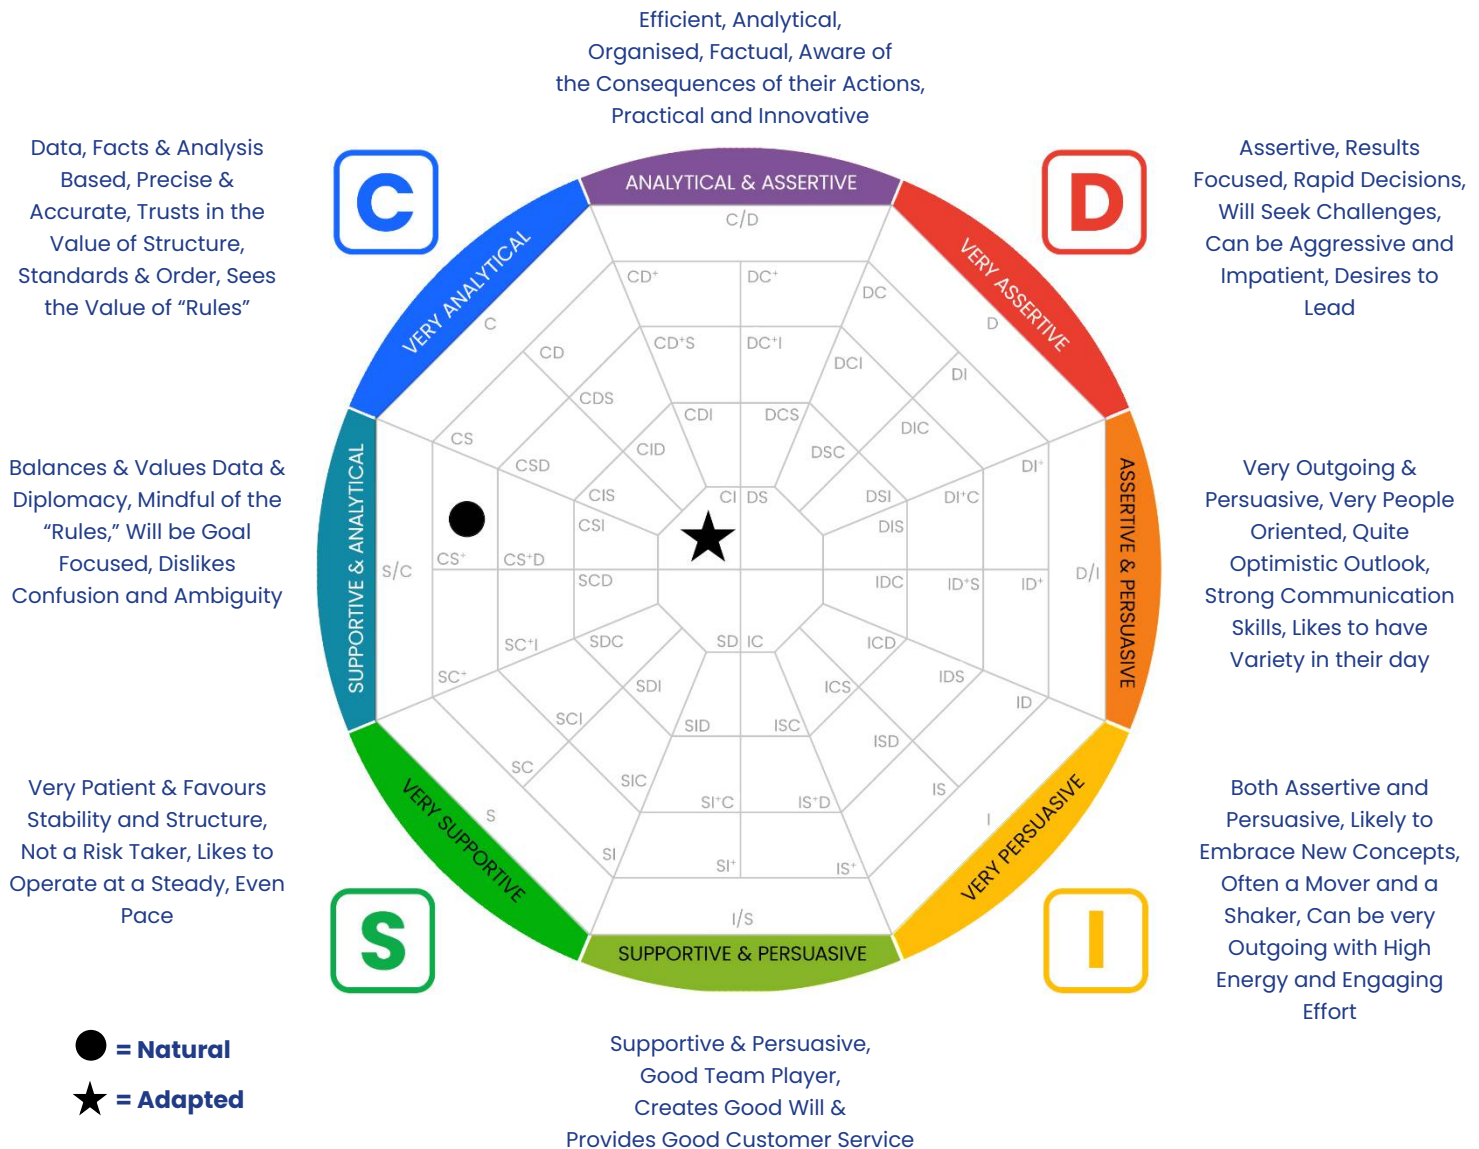 Efficient, Analytical,
Organised, Factual, Aware of
the Consequences of their Actions,
Practical and Innovative
Data, Facts & Analysis
Based, Precise &
Accurate, Trusts in the
Value of Structure,
Standards & Order, Sees
the Value of “Rules”
C
D
Assertive, Results
Focused, Rapid Decisions,
Will Seek Challenges,
Can be Aggressive and
Impatient, Desires to
Lead
ANALYTICAL & ASSERTIVE
VERY ANALYTICAL
VERY ASSERTIVE
C/D
CD⁺
DC⁺
DC
C
D
CD
CD⁺S
DC⁺I
DCI
DI
CDS
CDI
DCS
DIC
CS
CID
DSC
CSD
DI⁺
CIS
CI
DS
DSI
DI⁺C
CSI
DIS
CS⁺
CS⁺D
S/C
D/I
SCD
IDC
ID⁺S
ID⁺
SC⁺I
SDC
SD
IC
ICD
SC⁺
SDI
ICS
IDS
ID
SCI
SID
ISC
ISD
SC
SIC
IS
SI⁺C
IS⁺D
S
I
SI
SI⁺
IS⁺
I/S
SUPPORTIVE & ANALYTICAL
ASSERTIVE & PERSUASIVE
VERY SUPPORTIVE
VERY PERSUASIVE
SUPPORTIVE & PERSUASIVE
Balances & Values Data &
Diplomacy, Mindful of the
“Rules,” Will be Goal
Focused, Dislikes
Confusion and Ambiguity
Very Outgoing &
Persuasive, Very People
Oriented, Quite
Optimistic Outlook,
Strong Communication
Skills, Likes to have
Variety in their day
Very Patient & Favours
Stability and Structure,
Not a Risk Taker, Likes to
Operate at a Steady, Even
Pace
S
I
Both Assertive and
Persuasive, Likely to
Embrace New Concepts,
Often a Mover and a
Shaker, Can be very
Outgoing with High
Energy and Engaging
Effort
= Natural
= Adapted
Supportive & Persuasive,
Good Team Player,
Creates Good Will &
Provides Good Customer Service